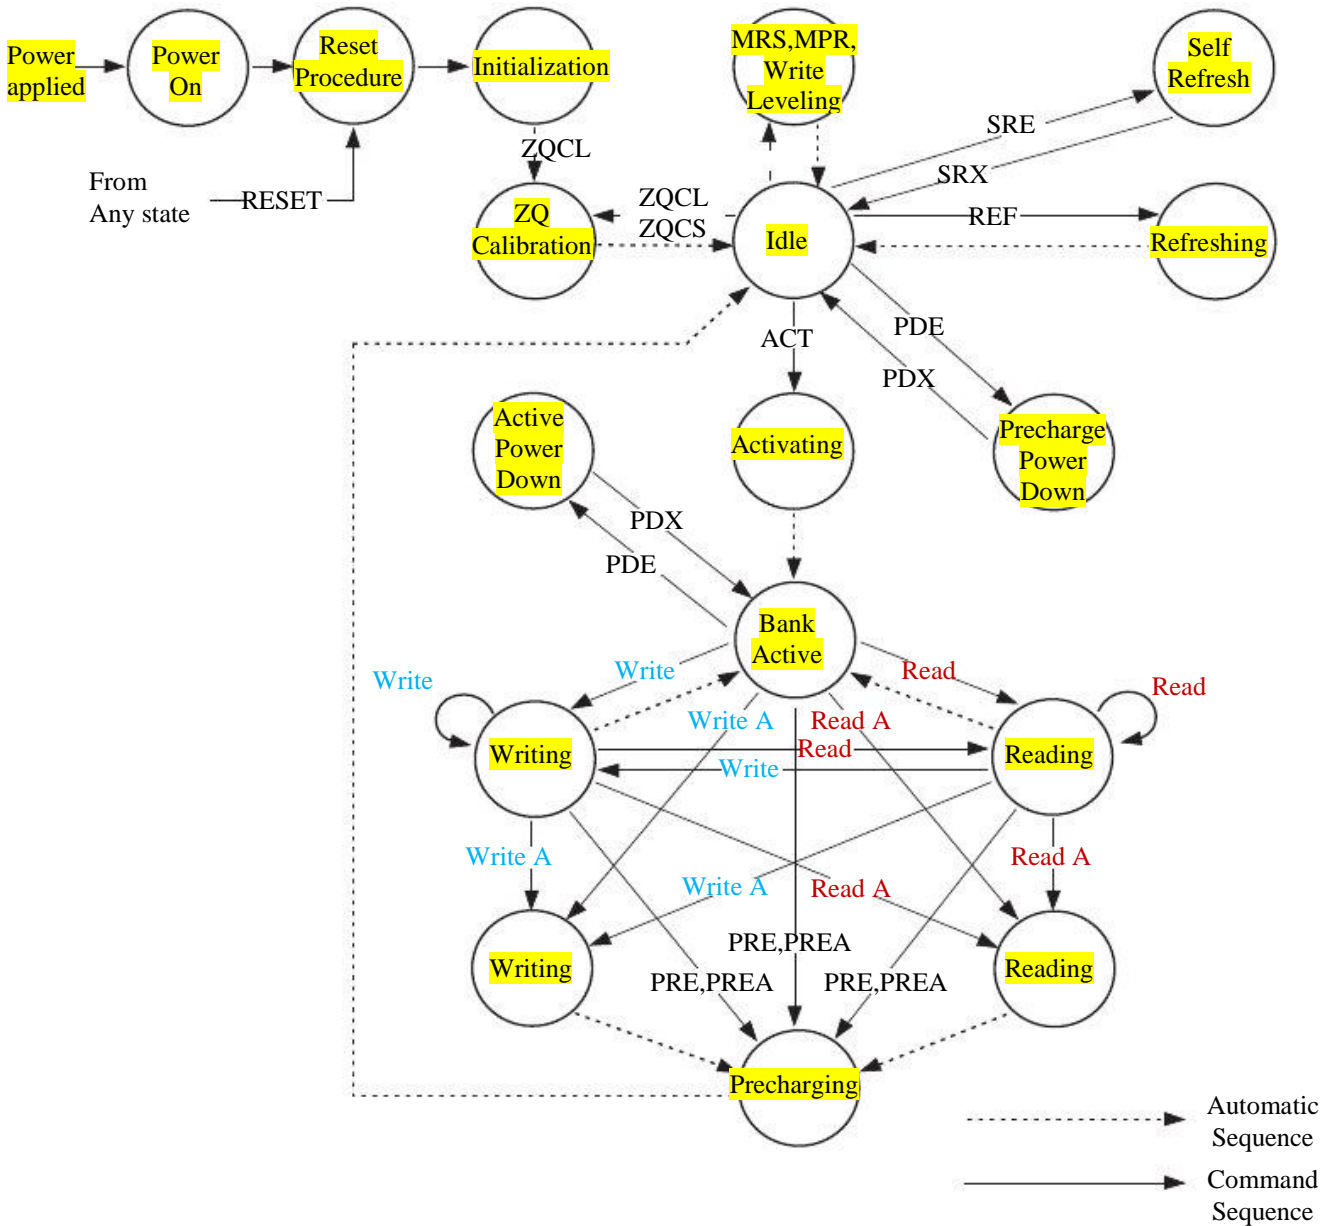 Power
applied
Power
On
Reset
Procedure
Initialization
MRS,MPR,
Write
Leveling
Self
Refresh
From
Any state
RESET
ZQCL
ZQ
Calibration
ZQCL
ZQCS
Idle
SRE
SRX
REF
Refreshing
ACT
PDE
PDX
Active
Power
Down
Activating
Precharge
Power
Down
PDX
PDE
Bank
Active
Write
Write
Read
Read
Write A
Read A
Writing
Read
Write
Reading
Write A
Write A
Read A
Read A
Writing
PRE,PREA
PRE,PREA
PRE,PREA
Reading
Precharging
Automatic
Sequence
Command
Sequence